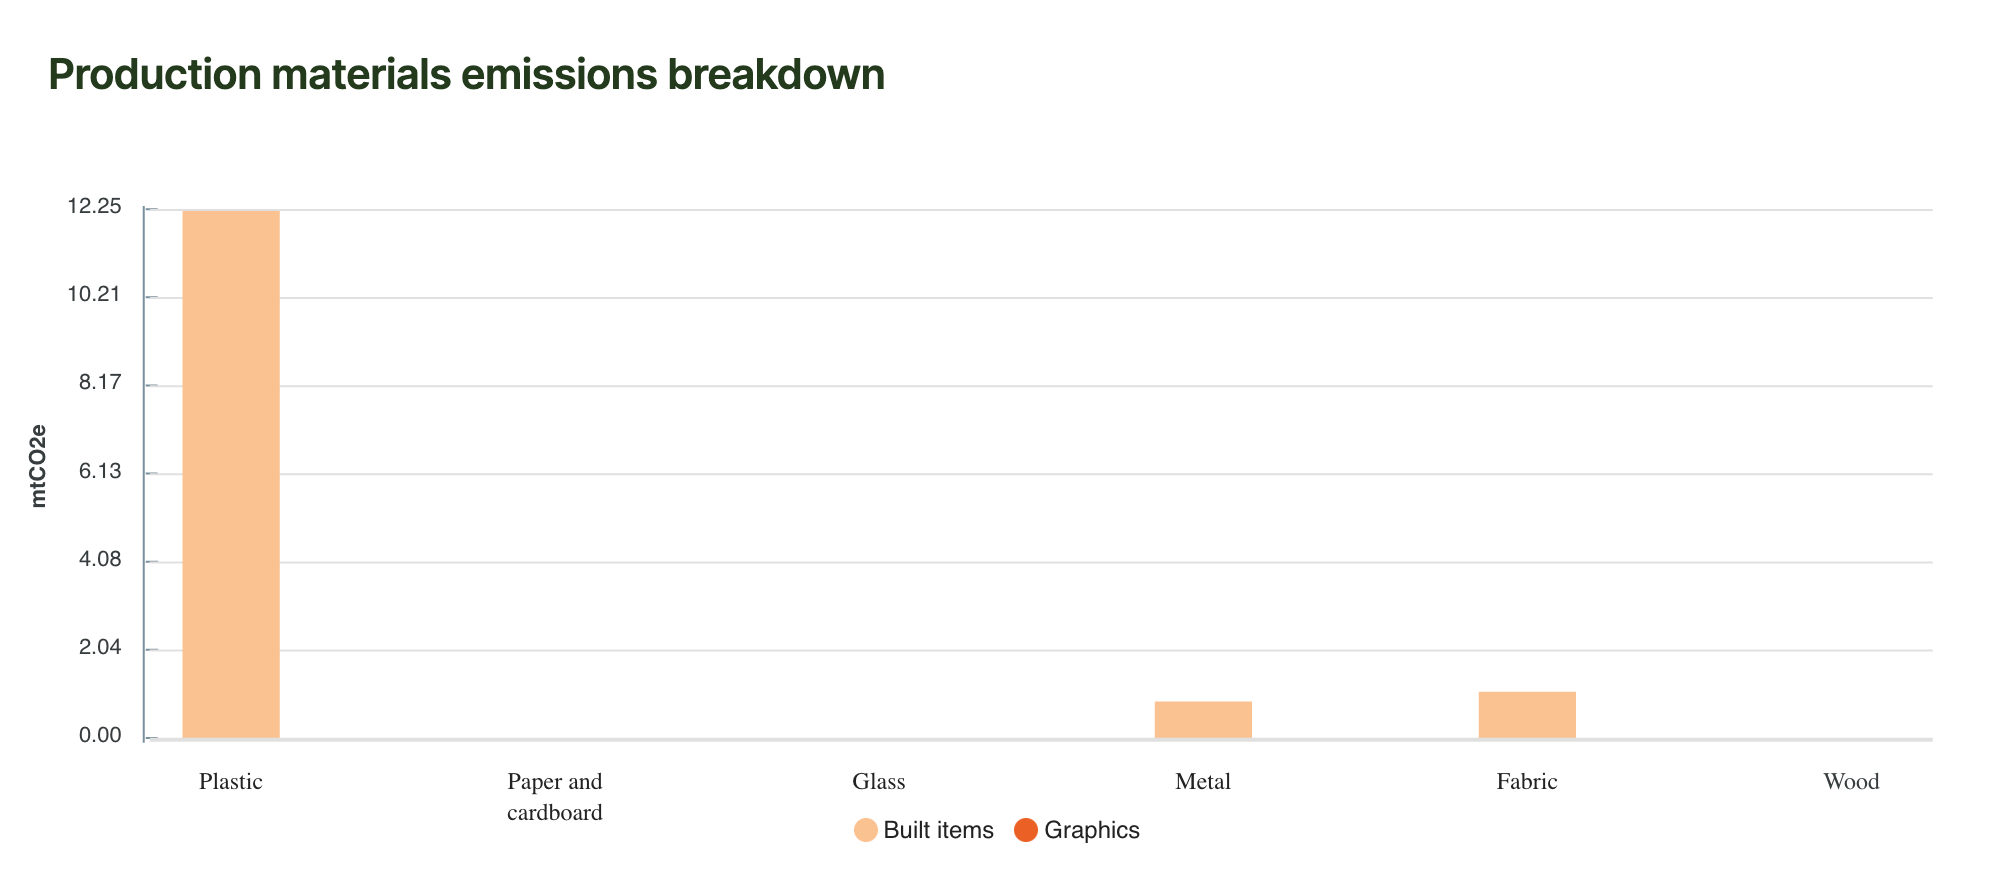 Production materials emissions breakdown
12.25
10.21
8.17
6.13
4.08
2.04
0.00
mtCO2e
Plastic
Paper and
cardboard
Glass
Metal
Fabric
Wood
Built items
Graphics